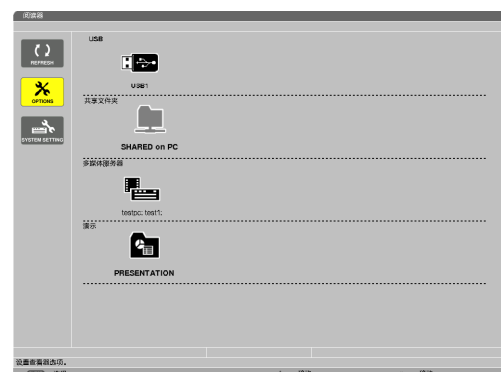 阅读器
USB
REFRESH
USB1
OPTIONS
共享文件夹
SYSTEM SETTING
SHARED on PC
多媒体服务器
testpc: test1:
演示
PRESENTATION
设置查看器选项。